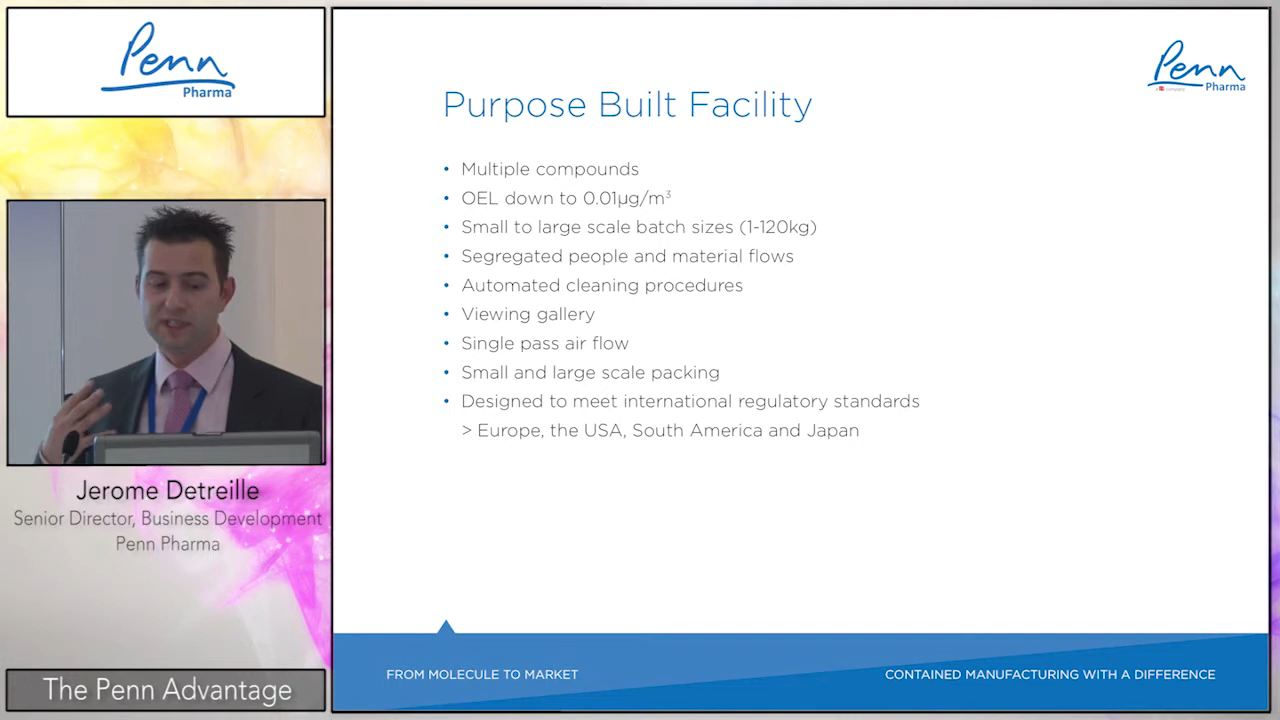 Penn
Pharma
Jerome Detreille
Senior Director, Business Development
Penn Pharma
The Penn Advantage
Penn
Pharma
Purpose Built Facility
• Multiple compounds
• OEL down to 0.01µg/m³
• Small to large scale batch sizes (1-120kg)
• Segregated people and material flows
• Automated cleaning procedures
• Viewing gallery
• Single pass air flow
• Small and large scale packing
• Designed to meet international regulatory standards
> Europe, the USA, South America and Japan
FROM MOLECULE TO MARKET
CONTAINED MANUFACTURING WITH A DIFFERENCE